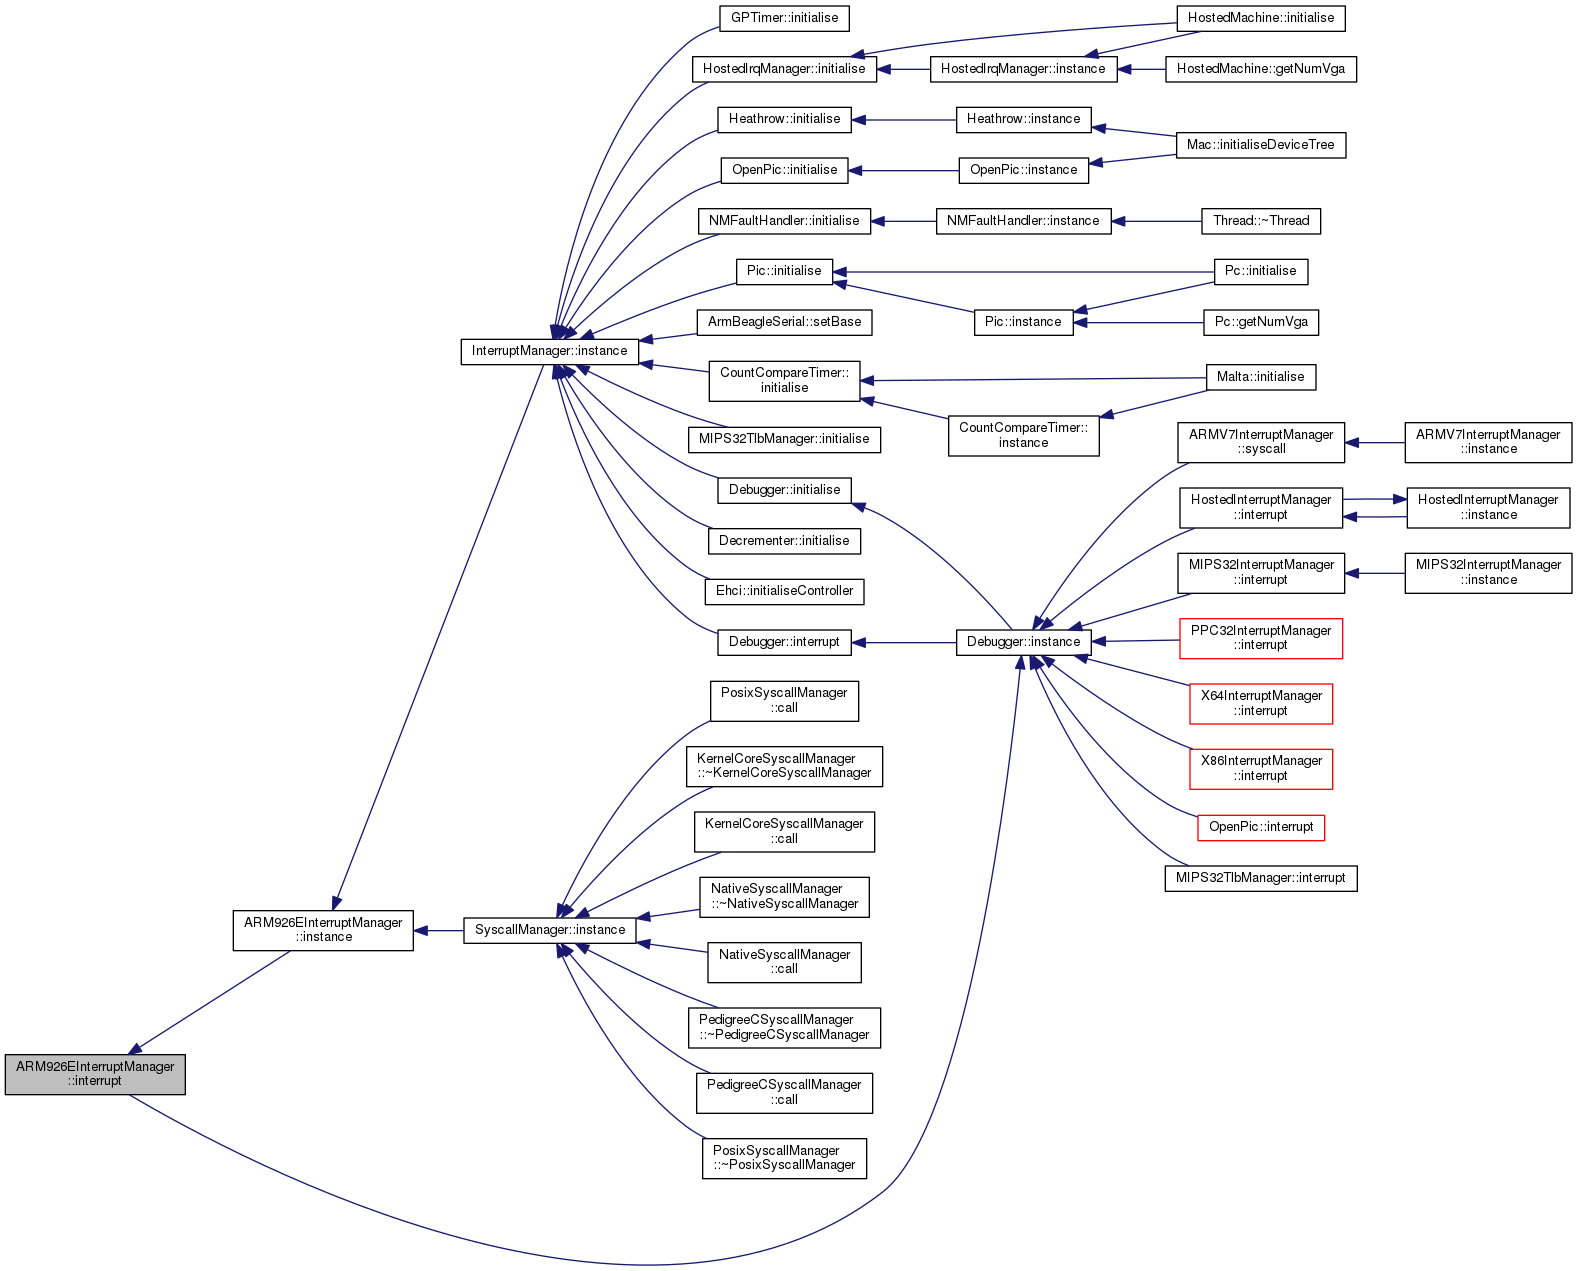 GPTimer::initialise
HostedMachine::initialise
HostedIrqManager::initialise
HostedIrqManager::instance
HostedMachine::getNumVga
Heathrow::initialise
Heathrow::instance
Mac::initialiseDeviceTree
OpenPic::initialise
OpenPic::instance
NMFaultHandler::initialise
NMFaultHandler::instance
Thread::~Thread
Pic::initialise
Pc::initialise
Pic::instance
Pc::getNumVga
ArmBeagleSerial::setBase
InterruptManager::instance
CountCompareTimer::
initialise
Malta::initialise
CountCompareTimer::
instance
MIPS32TlbManager::initialise
ARMV7InterruptManager
::syscall
ARMV7InterruptManager
::instance
Debugger::initialise
HostedInterruptManager
::interrupt
HostedInterruptManager
::instance
Decrementer::initialise
MIPS32InterruptManager
::interrupt
MIPS32InterruptManager
::instance
Ehci::initialiseController
Debugger::interrupt
Debugger::instance
PPC32InterruptManager
::interrupt
X64InterruptManager
::interrupt
X86InterruptManager
::interrupt
OpenPic::interrupt
MIPS32TlbManager::interrupt
PosixSyscallManager
::call
KernelCoreSyscallManager
::~KernelCoreSyscallManager
KernelCoreSyscallManager
::call
NativeSyscallManager
::~NativeSyscallManager
ARM926EInterruptManager
::instance
SyscallManager::instance
NativeSyscallManager
::call
PedigreeCSyscallManager
::~PedigreeCSyscallManager
ARM926EInterruptManager
::interrupt
PedigreeCSyscallManager
::call
PosixSyscallManager
::~PosixSyscallManager